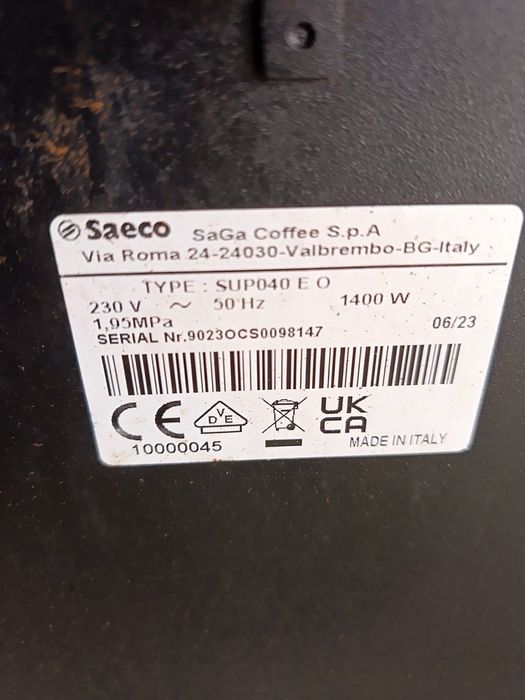 Saeco SaGa Coffee S.p.A
Via Roma 24-24030-Valbrembo-BG-Italy
TYPE : SUP040 E O
230 V ~ 50 Hz 1400 W
1,95MPa 06/23
SERIAL Nr.9023OCS0098147
CE DVE UK CA
10000045 MADE IN ITALY